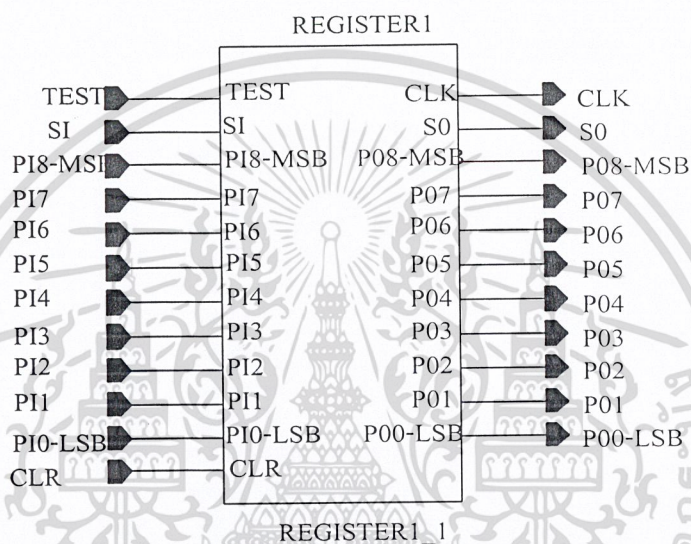 REGISTER1
TEST TEST CLK CLK
SI SI S0 S0
PI8-MSB PI8-MSB P08-MSB P08-MSB
PI7 PI7 P07 P07
PI6 PI6 P06 P06
PI5 PI5 P05 P05
PI4 PI4 P04 P04
PI3 PI3 P03 P03
PI2 PI2 P02 P02
PI1 PI1 P01 P01
PI0-LSB PI0-LSB P00-LSB P00-LSB
CLR CLR
REGISTER1_1